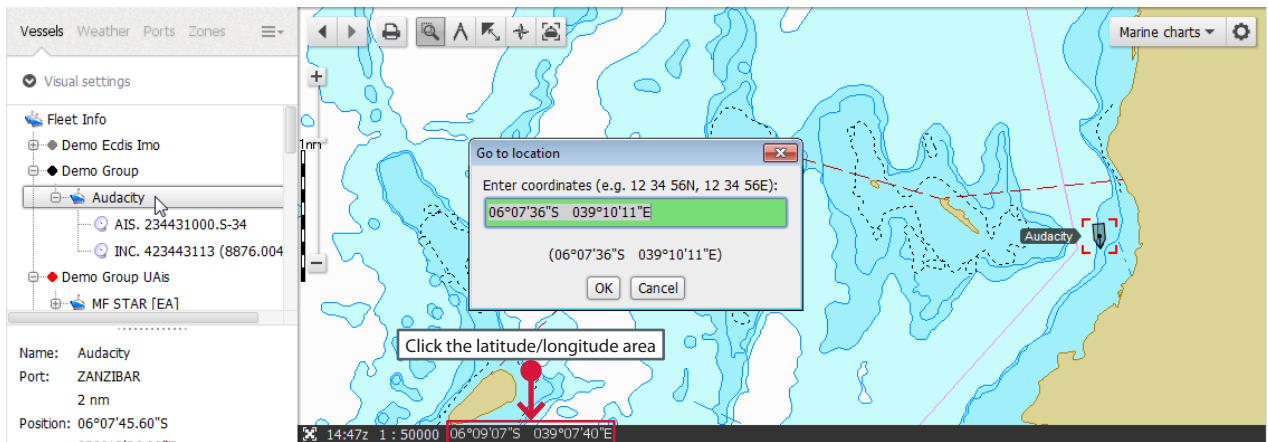 Vessels Weather Ports Zones
Visual settings
Fleet Info
Demo Ecdis Imo
Demo Group
Audacity
AIS. 234431000.S-34
INC. 423443113 (8876.004
Demo Group UAis
MF STAR [EA]
Name: Audacity
Port: ZANZIBAR
2 nm
Position: 06°07'45.60"S
Marine charts
1nm
Go to location
Enter coordinates (e.g. 12 34 56N, 12 34 56E):
06°07'36"S 039°10'11"E
(06°07'36"S 039°10'11"E)
OK Cancel
Audacity
Click the latitude/longitude area
14:47z 1 : 50000 06°09'07"S 039°07'40"E